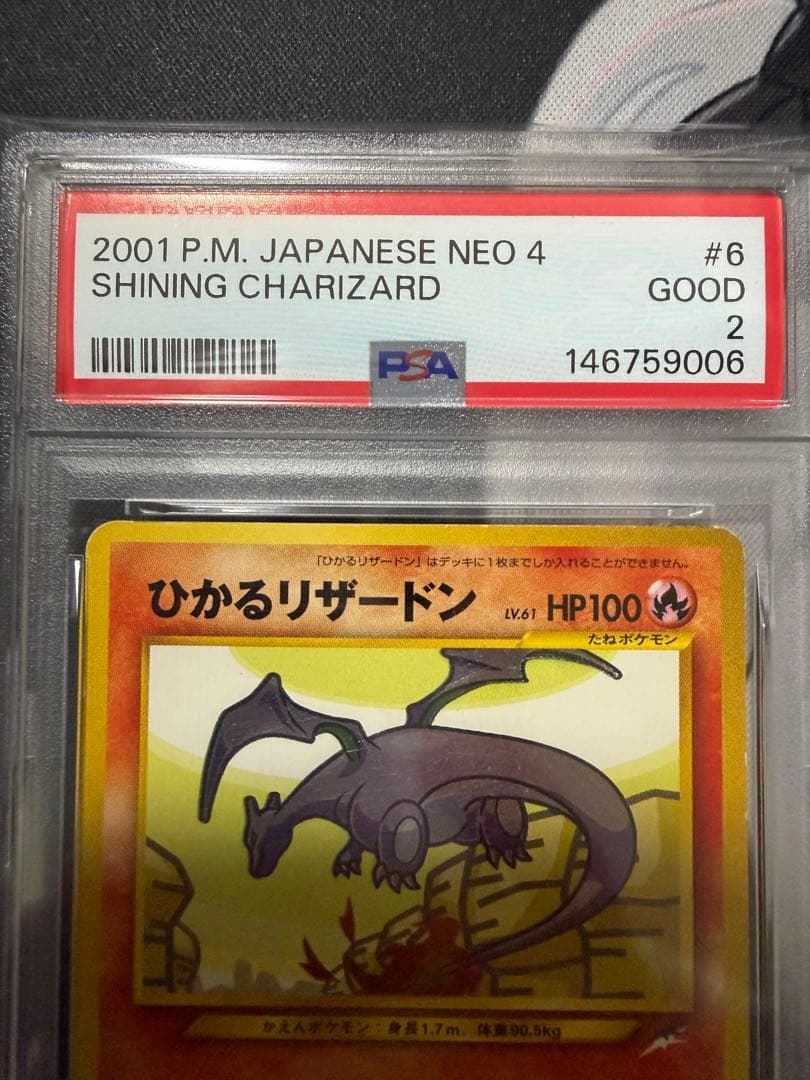 2001 P.M. JAPANESE NEO 4 #6
SHINING CHARIZARD GOOD
2
PSA 146759006
「ひかるリザードン」はデッキに1枚までしか入れることができません。
ひかるリザードン LV.61 HP100
たねポケモン
かえんポケモン：身長1.7m、体重90.5kg